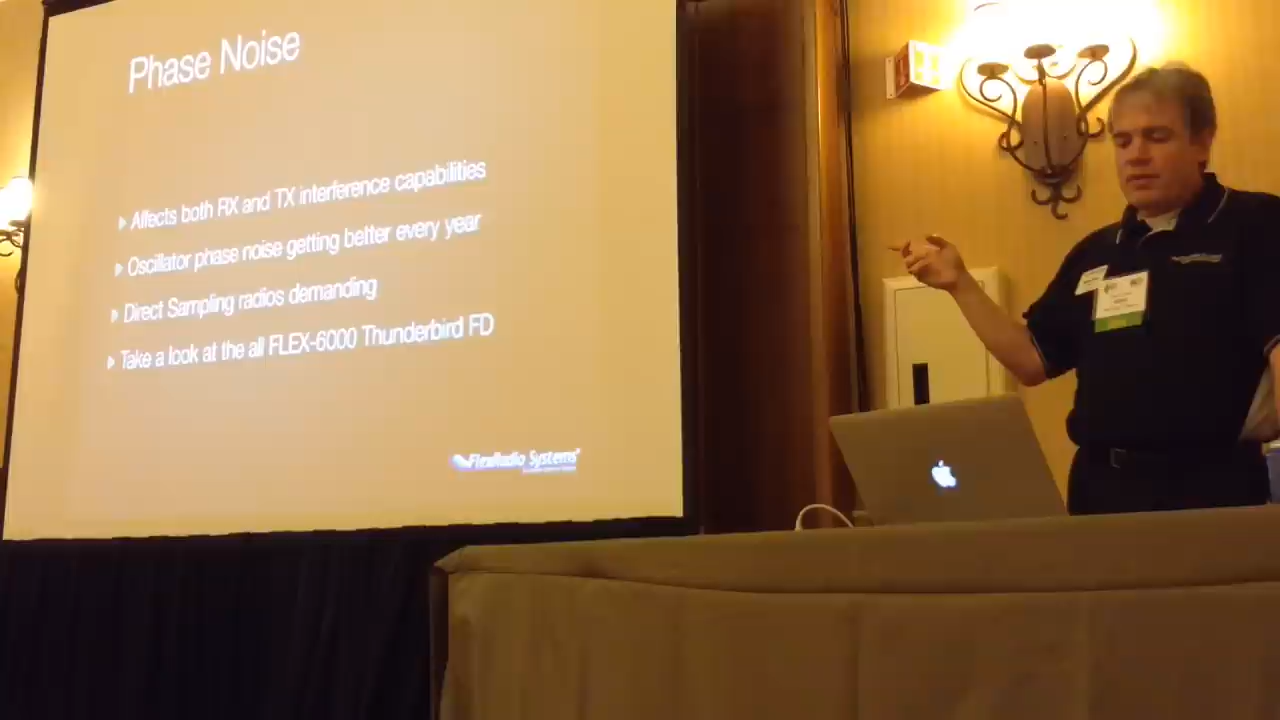 Phase Noise
Affects both RX and TX interference capabilities
Oscillator phase noise getting better every year
Direct Sampling radios demanding
Take a look at the all FLEX-6000 Thunderbird FD
FlexRadio Systems